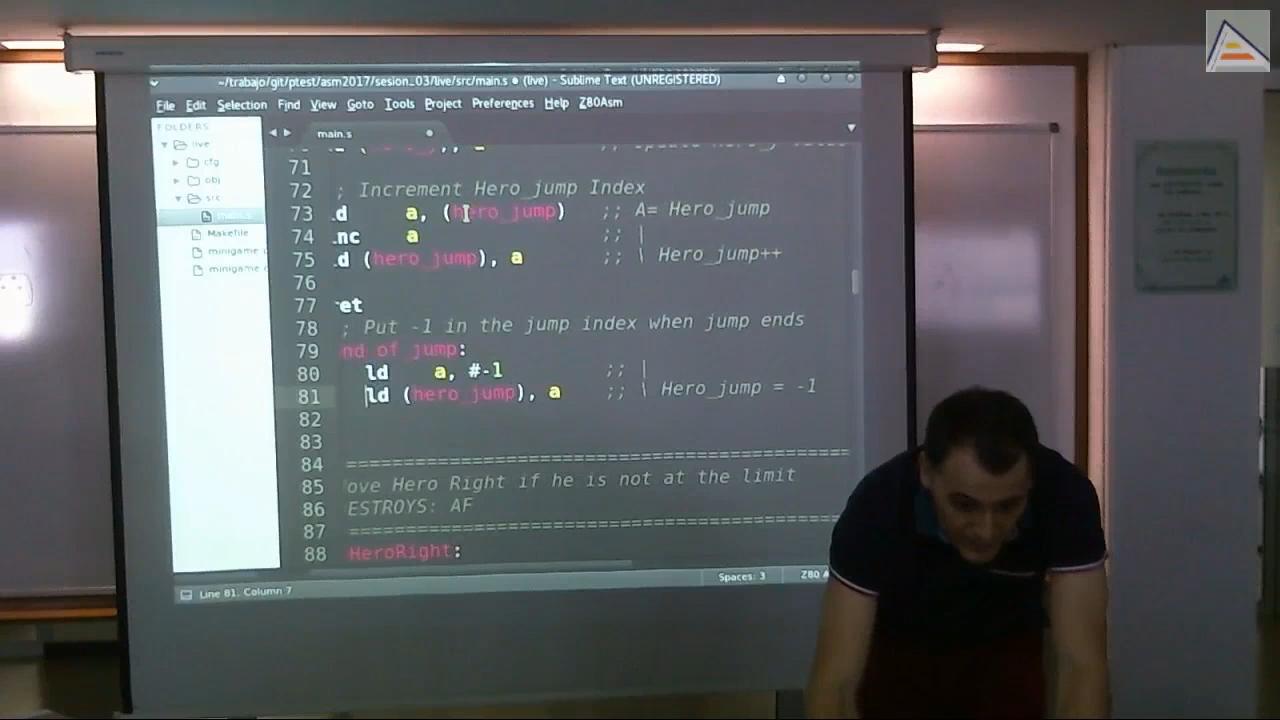 ~/trabajo/git/ptest/asm2017/sesion_03/live/src/main.s • (live) - Sublime Text (UNREGISTERED)
File Edit Selection Find View Goto Tools Project Preferences Help Z80Asm
FOLDERS
live
cfg
obj
src
main.s
Makefile
minigame
minigame
main.s
71
72 ; Increment Hero_jump Index
73 d a, (hero_jump) ;; A= Hero_jump
74 nc a ;; |
75 d (hero_jump), a ;; \ Hero_jump++
76
77 et
78 ; Put -1 in the jump index when jump ends
79 nd_of_jump:
80 ld a, #-1 ;; |
81 ld (hero_jump), a ;; \ Hero_jump = -1
82
83
84 ==============================================
85 ove Hero Right if he is not at the limit
86 ESTROYS: AF
87 ==============================================
88 HeroRight:
Line 81, Column 7
Spaces: 3
Z80